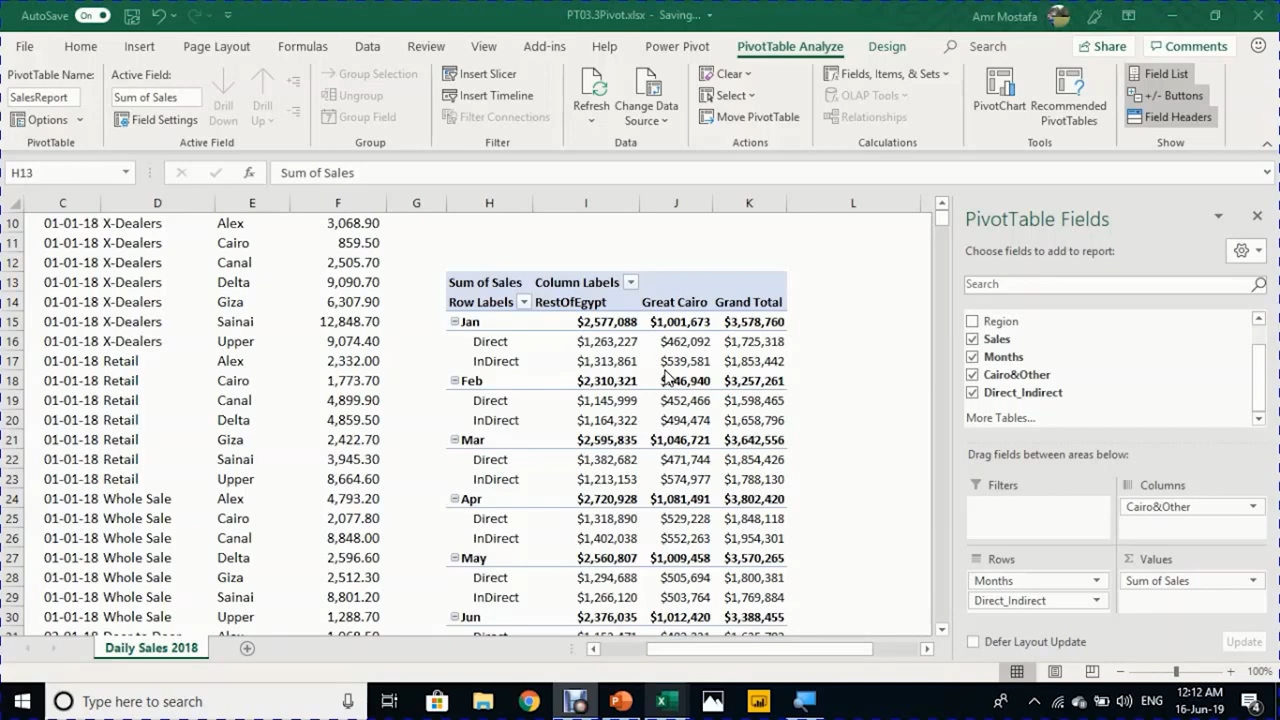 AutoSave On PT03.3Pivot.xlsx - Saving... Amr Mostafa
File Home Insert Page Layout Formulas Data Review View Add-ins Help Power Pivot PivotTable Analyze Design Search Share Comments
PivotTable Name: Active Field:
SalesReport Sum of Sales
Options Field Settings
Drill Down Drill Up
PivotTable Active Field
Group Selection
Ungroup
Group Field
Group
Insert Slicer
Insert Timeline
Filter Connections
Filter
Refresh Change Data Source
Data
Clear
Select
Move PivotTable
Actions
Fields, Items, & Sets
OLAP Tools
Relationships
Calculations
PivotChart Recommended PivotTables
Tools
Field List
+/- Buttons
Field Headers
Show
H13 fx Sum of Sales
C D E F G H I J K L
10 01-01-18 X-Dealers Alex 3,068.90
11 01-01-18 X-Dealers Cairo 859.50
12 01-01-18 X-Dealers Canal 2,505.70
13 01-01-18 X-Dealers Delta 9,090.70 Sum of Sales Column Labels
14 01-01-18 X-Dealers Giza 6,307.90 Row Labels RestOfEgypt Great Cairo Grand Total
15 01-01-18 X-Dealers Sainai 12,848.70 Jan $2,577,088 $1,001,673 $3,578,760
16 01-01-18 X-Dealers Upper 9,074.40 Direct $1,263,227 $462,092 $1,725,318
17 01-01-18 Retail Alex 2,332.00 InDirect $1,313,861 $539,581 $1,853,442
18 01-01-18 Retail Cairo 1,773.70 Feb $2,310,321 $3,257,261
19 01-01-18 Retail Canal 4,899.90 Direct $1,145,999 $452,466 $1,598,465
20 01-01-18 Retail Delta 4,859.50 InDirect $1,164,322 $494,474 $1,658,796
21 01-01-18 Retail Giza 2,422.70 Mar $2,595,835 $1,046,721 $3,642,556
22 01-01-18 Retail Sainai 3,945.30 Direct $1,382,682 $471,744 $1,854,426
23 01-01-18 Retail Upper 8,664.60 InDirect $1,213,153 $574,977 $1,788,130
24 01-01-18 Whole Sale Alex 4,793.20 Apr $2,720,928 $1,081,491 $3,802,420
25 01-01-18 Whole Sale Cairo 2,077.80 Direct $1,318,890 $529,228 $1,848,118
26 01-01-18 Whole Sale Canal 8,848.00 InDirect $1,402,038 $552,263 $1,954,301
27 01-01-18 Whole Sale Delta 2,596.60 May $2,560,807 $1,009,458 $3,570,265
28 01-01-18 Whole Sale Giza 2,512.30 Direct $1,294,688 $505,694 $1,800,381
29 01-01-18 Whole Sale Sainai 8,801.20 InDirect $1,266,120 $503,764 $1,769,884
30 01-01-18 Whole Sale Upper 1,288.70 Jun $2,376,035 $1,012,420 $3,388,455
PivotTable Fields
Choose fields to add to report:
Search
Region
Sales
Months
Cairo&Other
Direct_Indirect
More Tables...
Drag fields between areas below:
Filters Columns
Cairo&Other
Rows Σ Values
Months Sum of Sales
Direct_Indirect
Defer Layout Update Update
Daily Sales 2018
100%
Type here to search
ENG 12:12 AM
16-Jun-19
4